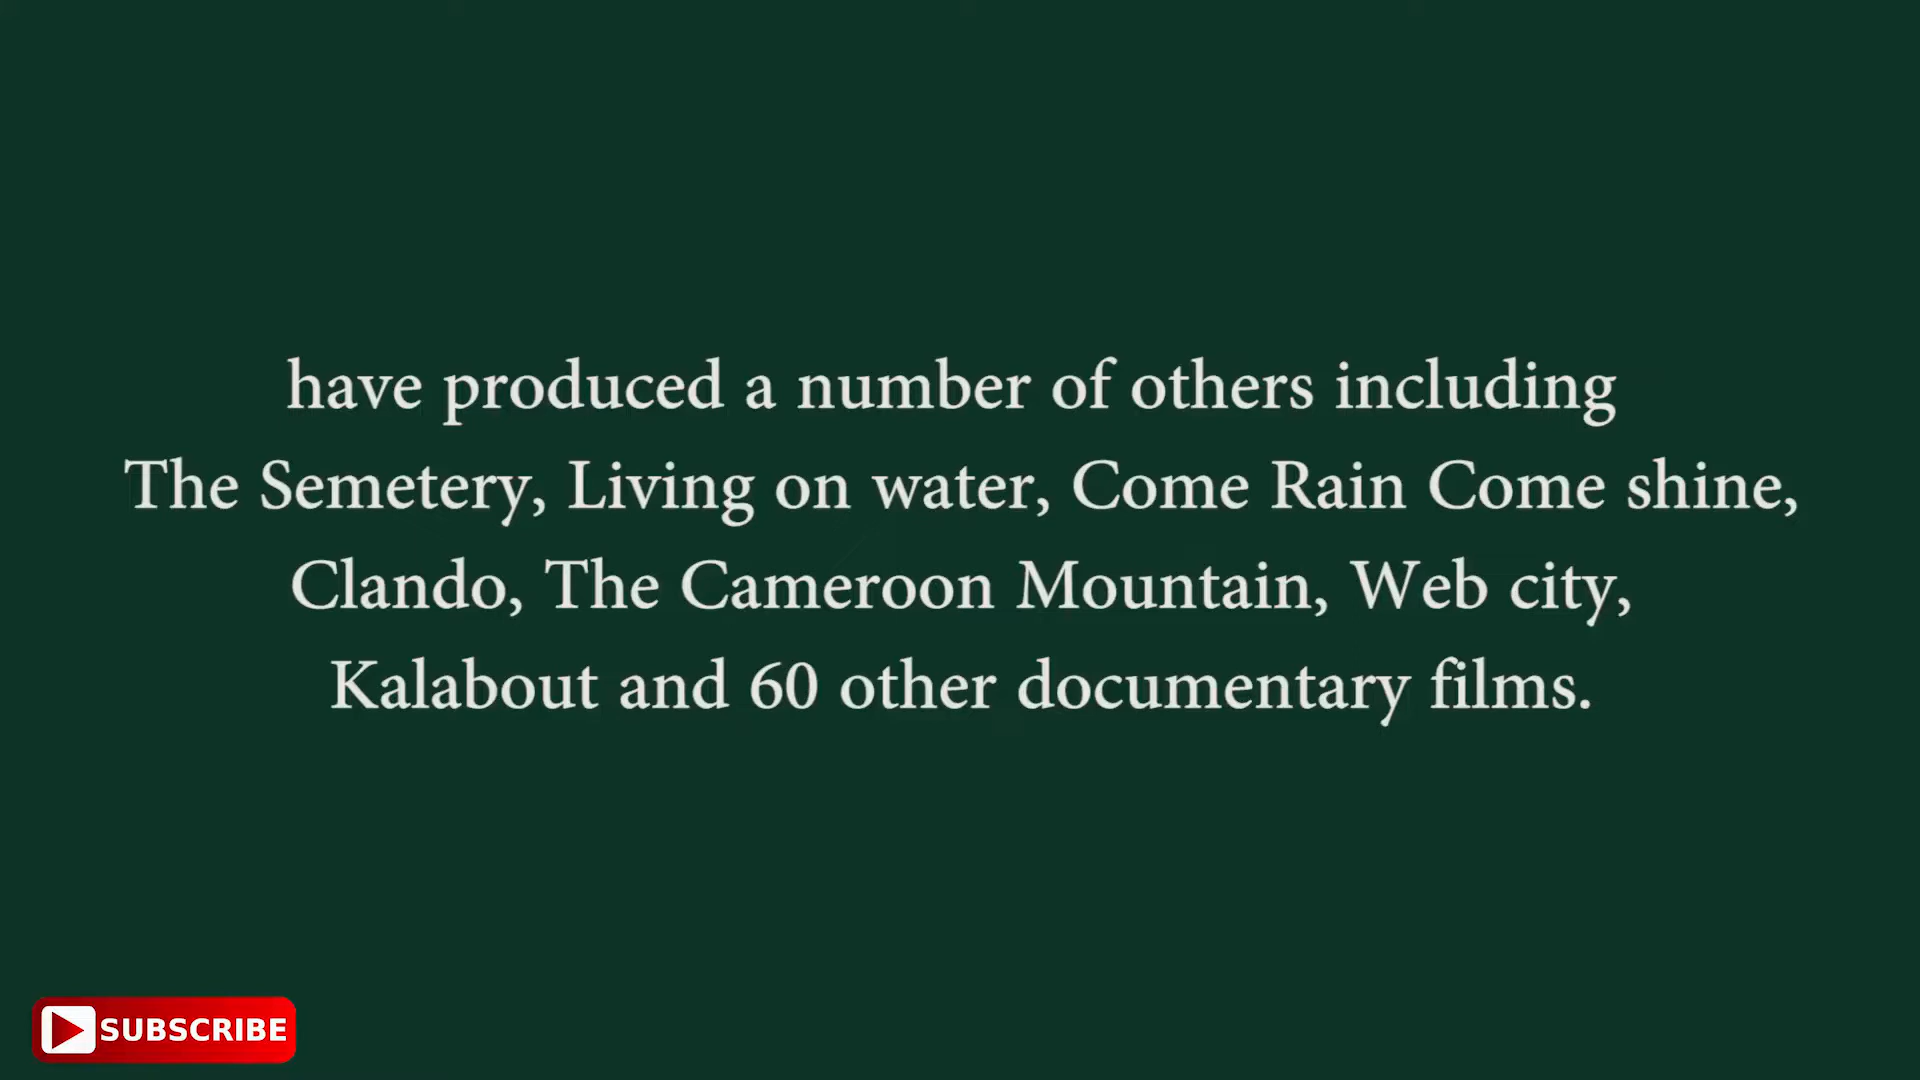 have produced a number of others including
The Semetery, Living on water, Come Rain Come shine,
Clando, The Cameroon Mountain, Web city,
Kalabout and 60 other documentary films.
SUBSCRIBE